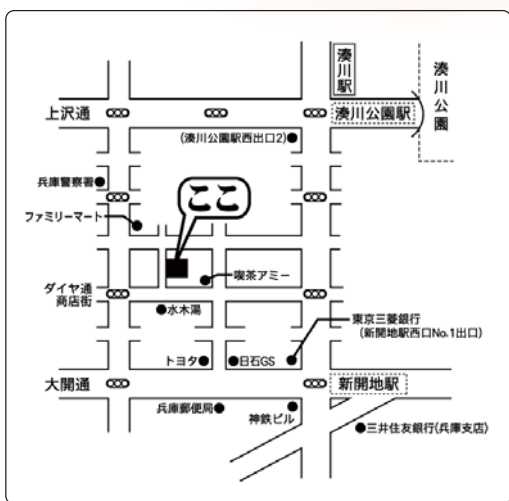 湊川駅
湊川公園
上沢通
湊川公園駅
(湊川公園駅西出口2)
兵庫警察署
ここ
ファミリーマート
喫茶アミー
ダイヤ通
商店街
水木湯
東京三菱銀行
(新開地駅西口No.1出口)
トヨタ
日石GS
大開通
新開地駅
兵庫郵便局
神鉄ビル
三井住友銀行(兵庫支店)